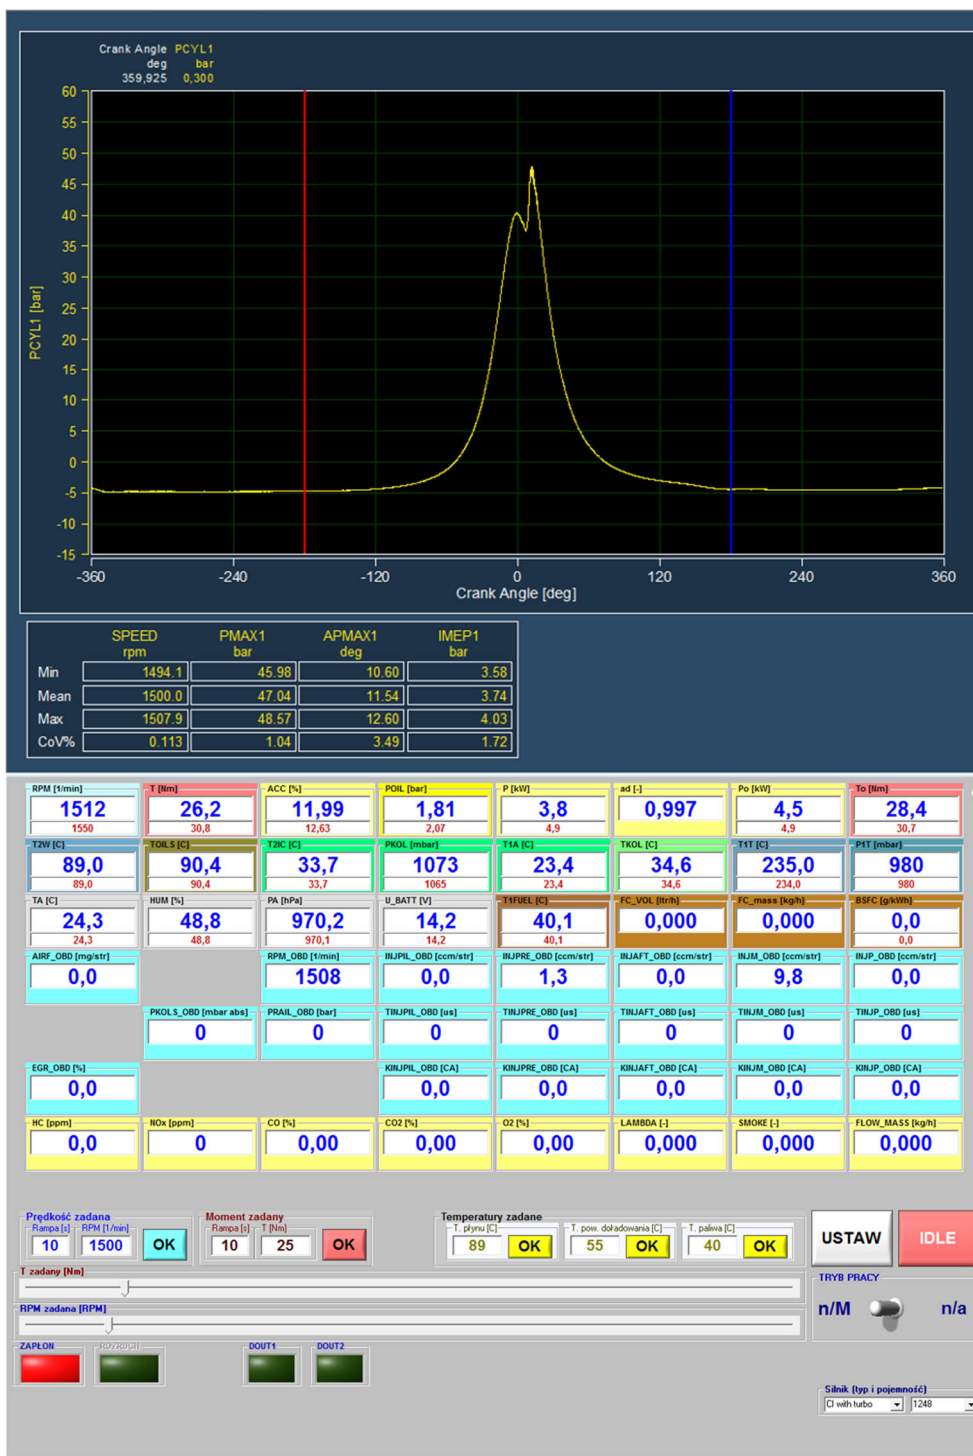 Crank Angle PCYL1
deg bar
359,925 0,300
60
55
50
45
40
35
30
25
20
15
10
5
0
-5
-10
-15
PCYL1 [bar]
-360 -240 -120 0 120 240 360
Crank Angle [deg]
SPEED PMAX1 APMAX1 IMEP1
rpm bar deg bar
Min 1494.1 45.98 10.60 3.58
Mean 1500.0 47.04 11.54 3.74
Max 1507.9 48.57 12.60 4.03
CoV% 0.113 1.04 3.49 1.72
RPM [1/min] T [Nm] ACC [%] POIL [bar] P [kW] ad [-] Po [kW] To [Nm]
1512 26,2 11,99 1,81 3,8 0,997 4,5 28,4
1550 30,8 12,63 2,07 4,9 4,9 30,7
T2W [C] TOILS [C] T2IC [C] PKOL [mbar] T1A [C] TKOL [C] T1T [C] P1T [mbar]
89,0 90,4 33,7 1073 23,4 34,6 235,0 980
89,0 90,4 33,7 1065 23,4 34,6 234,0 980
TA [C] HUM [%] PA [hPa] U_BATT [V] T1FUEL [C] FC_VOL [ltr/h] FC_mass [kg/h] BSFC [g/kWh]
24,3 48,8 970,2 14,2 40,1 0,000 0,000 0,0
24,3 48,8 970,1 14,2 40,1 0,0
AIRF_OBD [mg/str] RPM_OBD [1/min] INJPIL_OBD [ccm/str] INJPRE_OBD [ccm/str] INJAFT_OBD [ccm/str] INJM_OBD [ccm/str] INJP_OBD [ccm/str]
0,0 1508 0,0 1,3 0,0 9,8 0,0
PKOLS_OBD [mbar abs] PRAIL_OBD [bar] TINJPIL_OBD [us] TINJPRE_OBD [us] TINJAFT_OBD [us] TINJM_OBD [us] TINJP_OBD [us]
0 0 0 0 0 0 0
EGR_OBD [%] KINJPIL_OBD [CA] KINJPRE_OBD [CA] KINJAFT_OBD [CA] KINJM_OBD [CA] KINJP_OBD [CA]
0,0 0,0 0,0 0,0 0,0 0,0
HC [ppm] NOx [ppm] CO [%] CO2 [%] O2 [%] LAMBDA [-] SMOKE [-] FLOW_MASS [kg/h]
0,0 0 0,00 0,00 0,00 0,000 0,000 0,000
Prędkość zadana Moment zadany Temperatury zadane
Rampa [s] RPM [1/min] Rampa [s] T [Nm] T. płynu [C] T. pow. doładowania [C] T. paliwa [C]
10 1500 OK 10 25 OK 89 OK 55 OK 40 OK USTAW IDLE
T zadany [Nm]
TRYB PRACY
n/M n/a
RPM zadana [RPM]
ZAPŁON ROZRUCH DOUT1 DOUT2
Silnik (typ i pojemność)
CI with turbo 1248